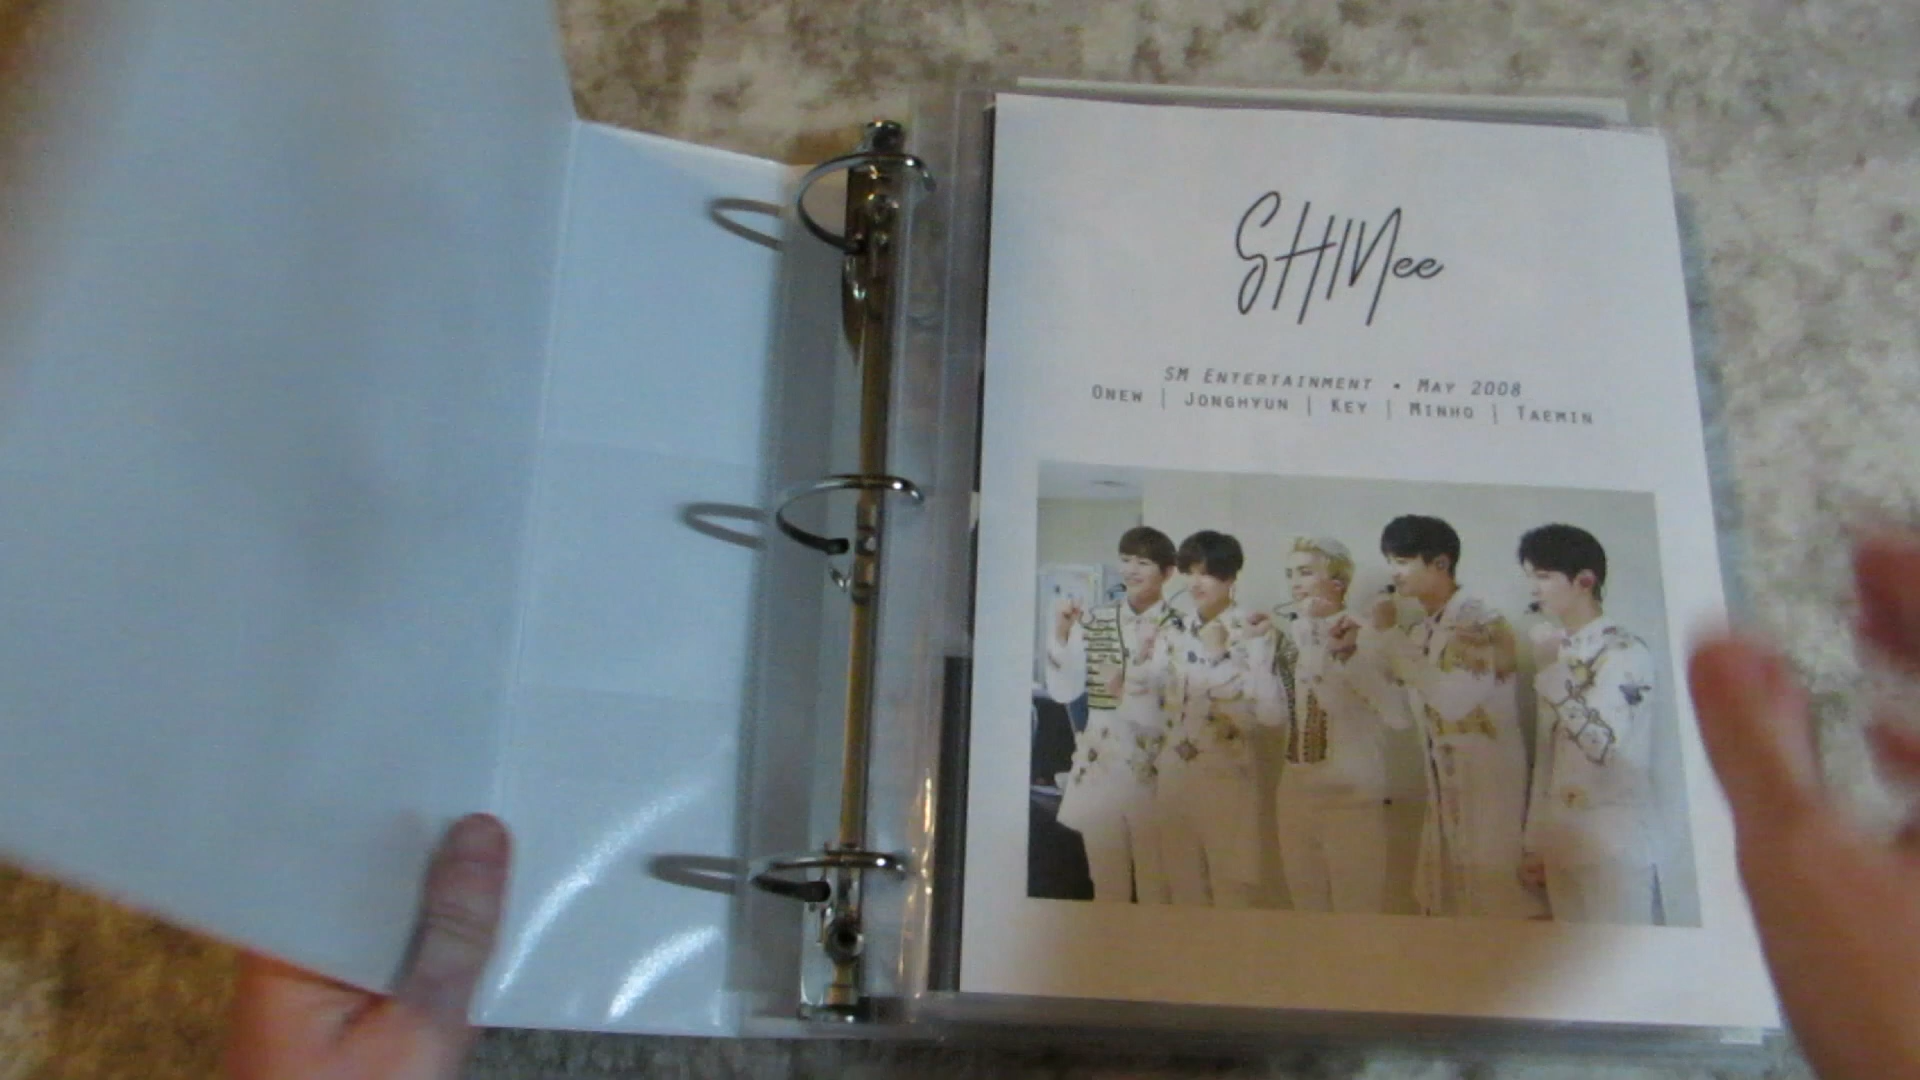 SHINee
SM Entertainment • May 2008
Onew | Jonghyun | Key | Minho | Taemin